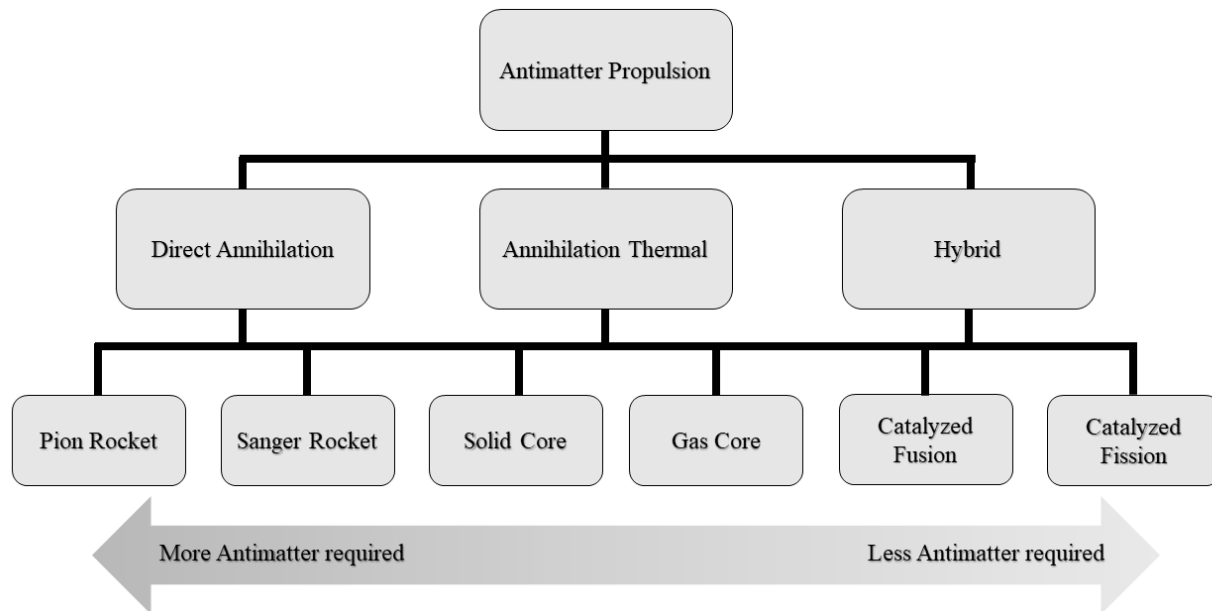 Antimatter Propulsion
Direct Annihilation
Annihilation Thermal
Hybrid
Pion Rocket
Sanger Rocket
Solid Core
Gas Core
Catalyzed
Fusion
Catalyzed
Fission
More Antimatter required
Less Antimatter required